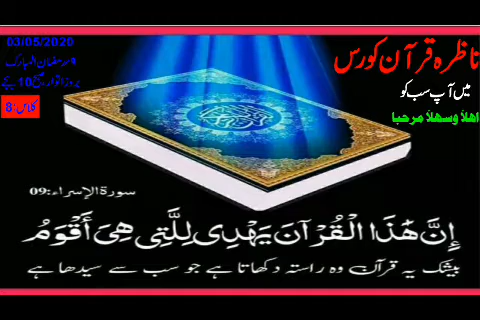 ناظرہ قرآن کورس
میں آپ سب کو
اھلاً وسھلاً مرحبا
03/05/2020
9 رمضان المبارک
بروز اتوار صبح 10 بجے
کلاس: 8
سورة الإسراء:09
إِنَّ هَٰذَا الْقُرْآنَ يَهْدِي لِلَّتِي هِيَ أَقْوَمُ
بیشک یہ قرآن وہ راستہ دکھاتا ہے جو سب سے سیدھا ہے